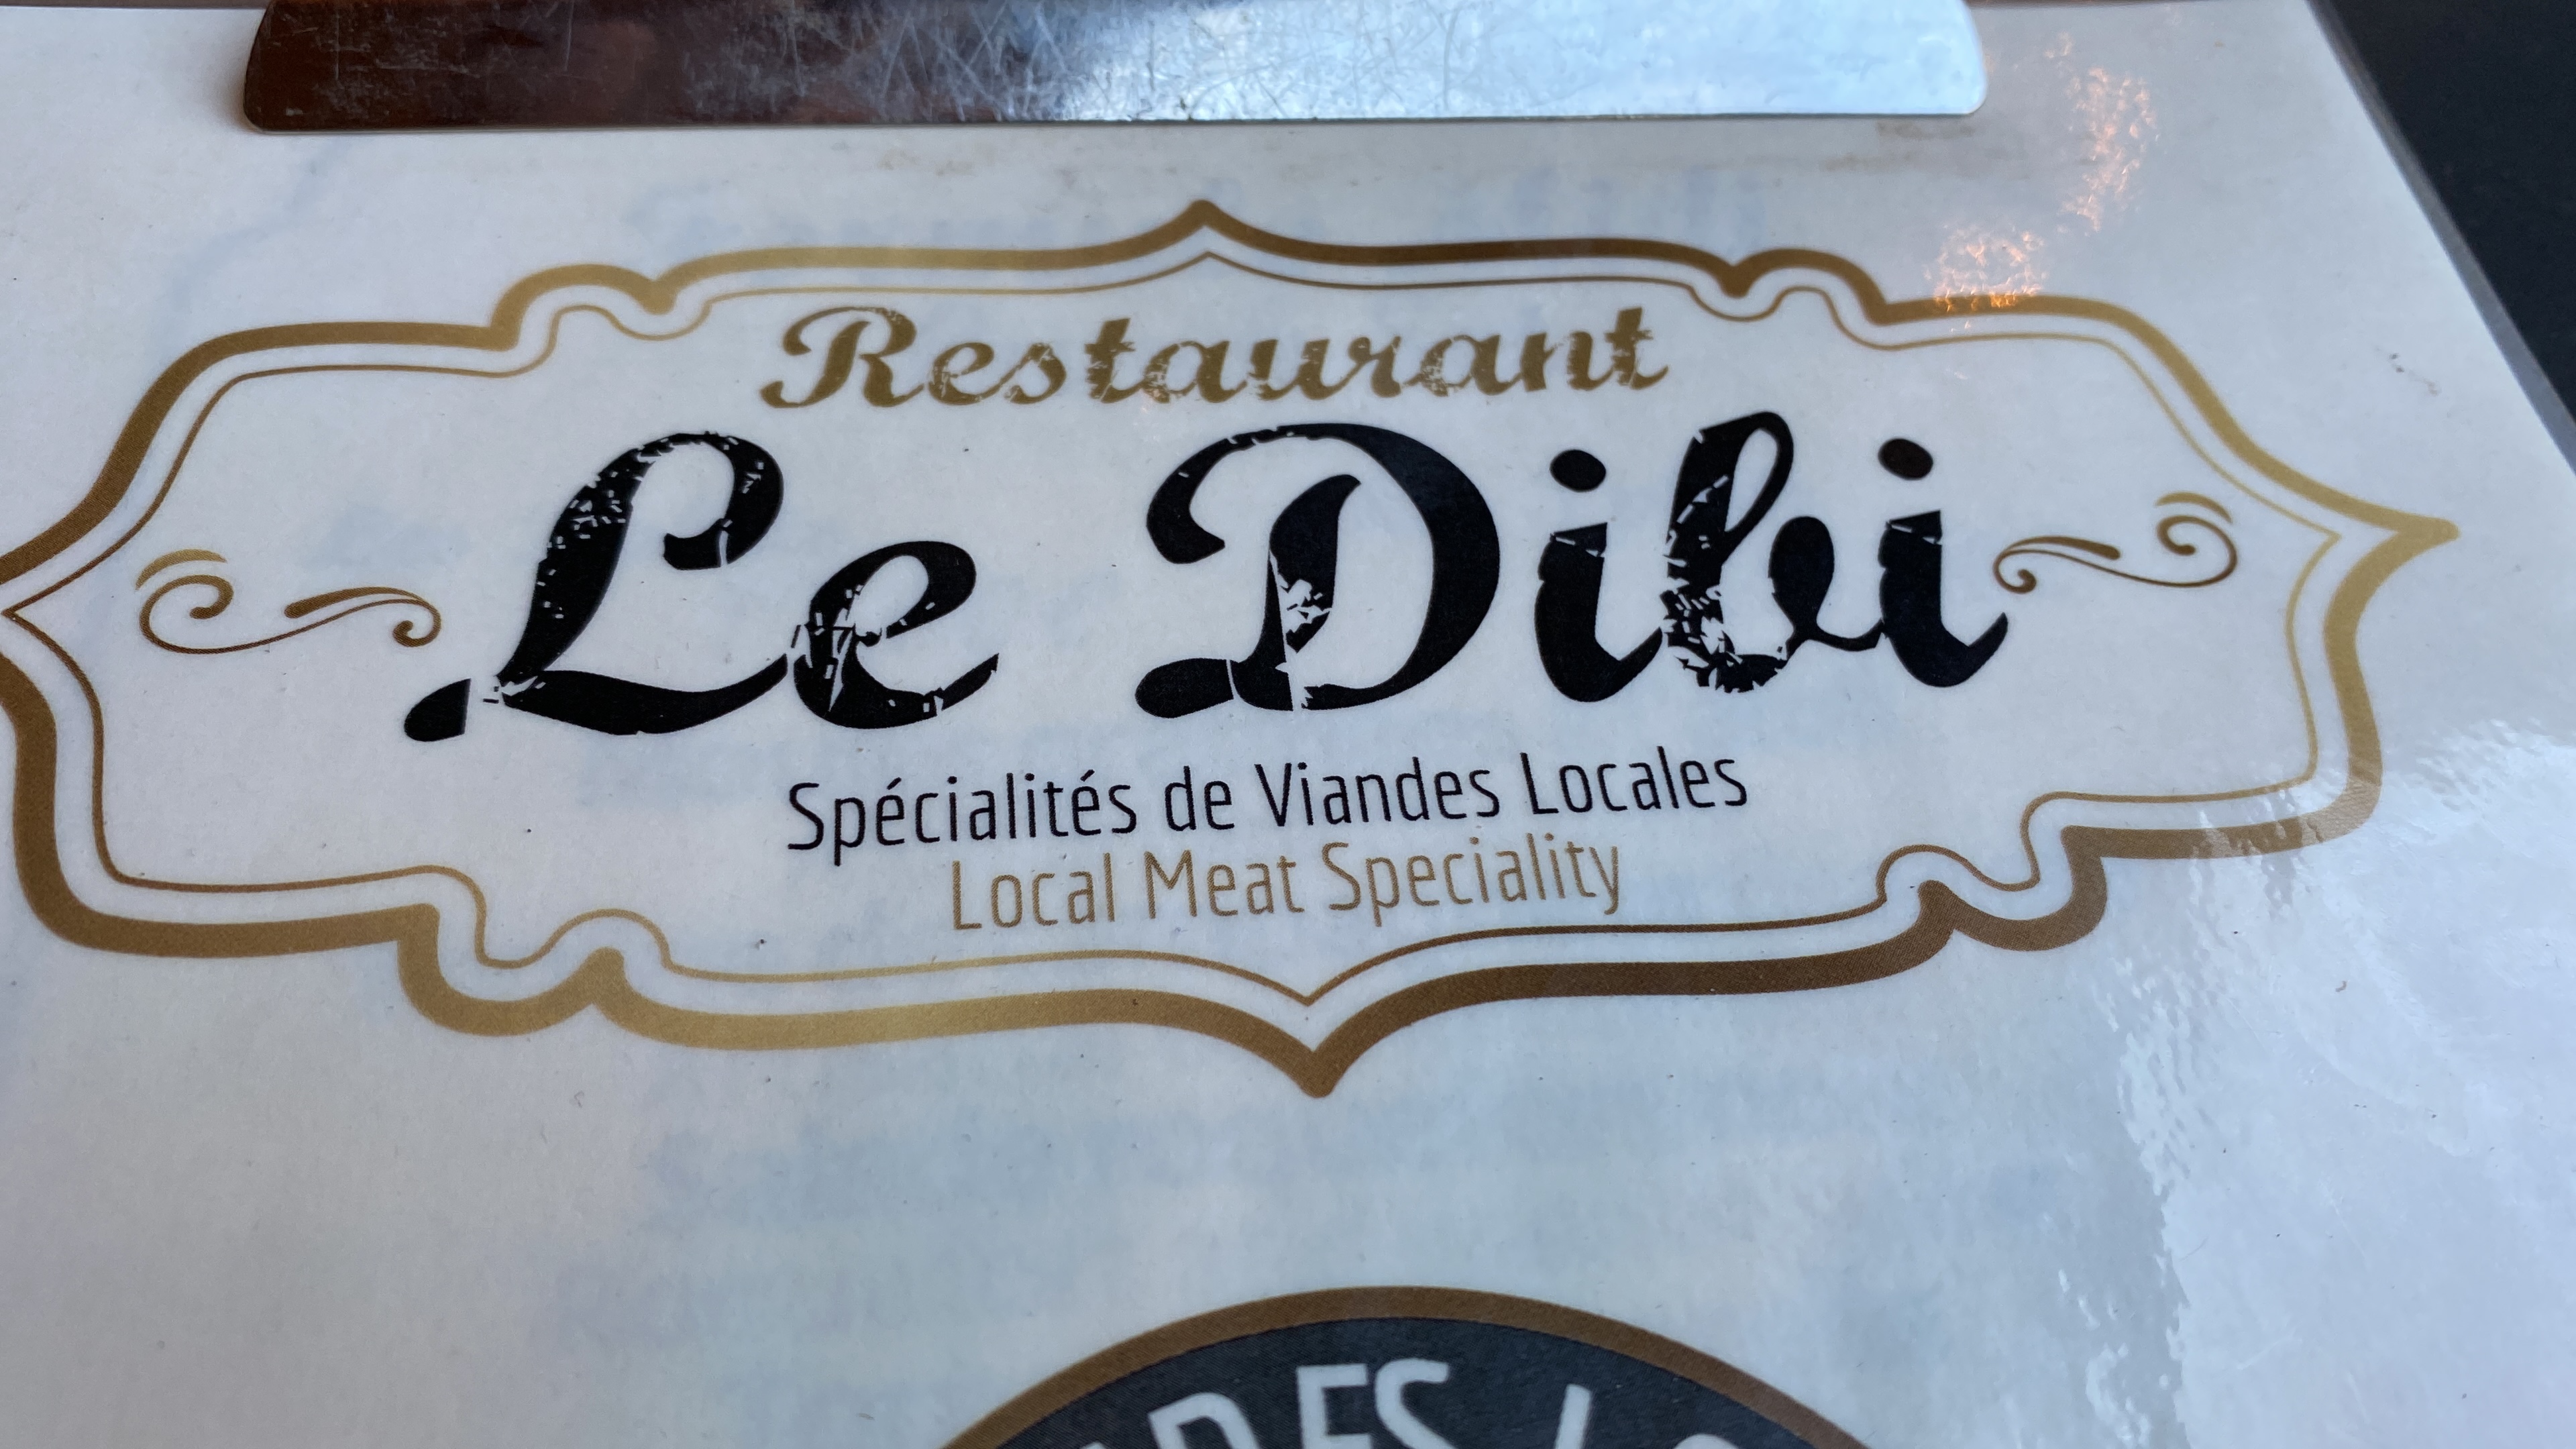 Restaurant
Le Dibi
Spécialités de Viandes Locales
Local Meat Speciality